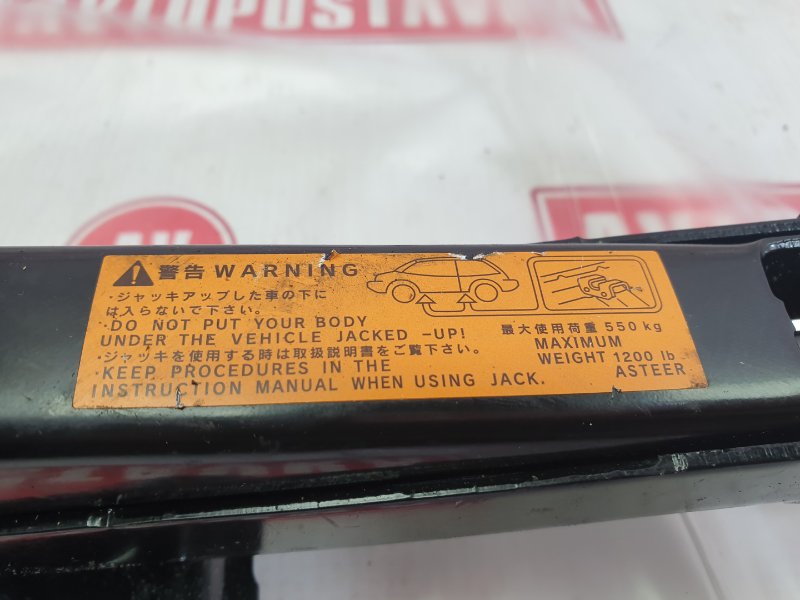 АВТОПОСТАВКА
警告 WARNING
・ジャッキアップした車の下に
は入らないで下さい。
・DO NOT PUT YOUR BODY
UNDER THE VEHICLE JACKED -UP!
・ジャッキを使用する時は取扱説明書をご覧下さい。
・KEEP PROCEDURES IN THE
INSTRUCTION MANUAL WHEN USING JACK.
最大使用荷重 550 kg
MAXIMUM
WEIGHT 1200 lb
ASTEER